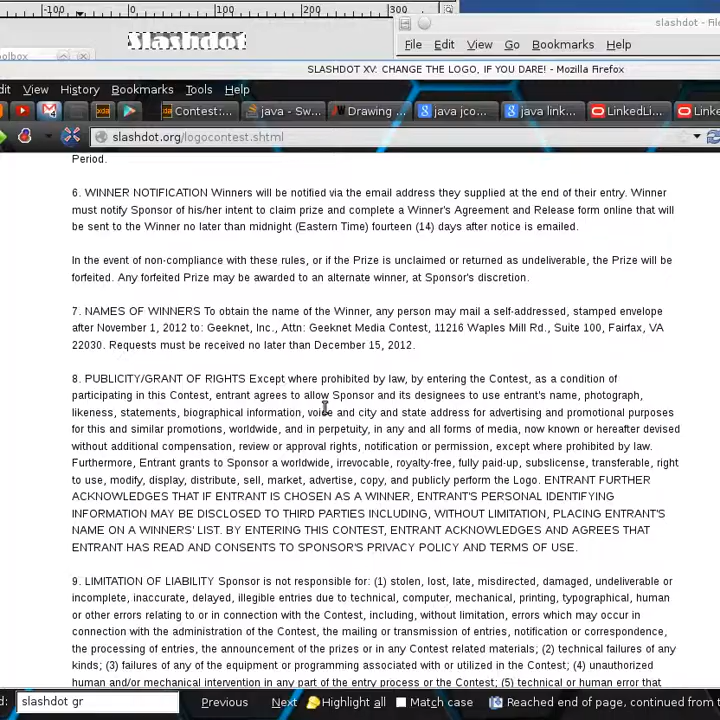 -100 0 100 200 300
Slashdot
slashdot - File
oolbox
File Edit View Go Bookmarks Help
SLASHDOT XV: CHANGE THE LOGO, IF YOU DARE! - Mozilla Firefox
dit View History Bookmarks Tools Help
xda Contest:... java - Sw... Drawing ... java jco... java link... LinkedLi... Linke
slashdot.org/logocontest.shtml
Period.
6. WINNER NOTIFICATION Winners will be notified via the email address they supplied at the end of their entry. Winner
must notify Sponsor of his/her intent to claim prize and complete a Winner's Agreement and Release form online that will
be sent to the Winner no later than midnight (Eastern Time) fourteen (14) days after notice is emailed.
In the event of non-compliance with these rules, or if the Prize is unclaimed or returned as undeliverable, the Prize will be
forfeited. Any forfeited Prize may be awarded to an alternate winner, at Sponsor's discretion.
7. NAMES OF WINNERS To obtain the name of the Winner, any person may mail a self-addressed, stamped envelope
after November 1, 2012 to: Geeknet, Inc., Attn: Geeknet Media Contest, 11216 Waples Mill Rd., Suite 100, Fairfax, VA
22030. Requests must be received no later than December 15, 2012.
8. PUBLICITY/GRANT OF RIGHTS Except where prohibited by law, by entering the Contest, as a condition of
participating in this Contest, entrant agrees to allow Sponsor and its designees to use entrant's name, photograph,
likeness, statements, biographical information, voice and city and state address for advertising and promotional purposes
for this and similar promotions, worldwide, and in perpetuity, in any and all forms of media, now known or hereafter devised
without additional compensation, review or approval rights, notification or permission, except where prohibited by law.
Furthermore, Entrant grants to Sponsor a worldwide, irrevocable, royalty-free, fully paid-up, subslicense, transferable, right
to use, modify, display, distribute, sell, market, advertise, copy, and publicly perform the Logo. ENTRANT FURTHER
ACKNOWLEDGES THAT IF ENTRANT IS CHOSEN AS A WINNER, ENTRANT'S PERSONAL IDENTIFYING
INFORMATION MAY BE DISCLOSED TO THIRD PARTIES INCLUDING, WITHOUT LIMITATION, PLACING ENTRANT'S
NAME ON A WINNERS' LIST. BY ENTERING THIS CONTEST, ENTRANT ACKNOWLEDGES AND AGREES THAT
ENTRANT HAS READ AND CONSENTS TO SPONSOR'S PRIVACY POLICY AND TERMS OF USE.
9. LIMITATION OF LIABILITY Sponsor is not responsible for: (1) stolen, lost, late, misdirected, damaged, undeliverable or
incomplete, inaccurate, delayed, illegible entries due to technical, computer, mechanical, printing, typographical, human
or other errors relating to or in connection with the Contest, including, without limitation, errors which may occur in
connection with the administration of the Contest, the mailing or transmission of entries, notification or correspondence,
the processing of entries, the announcement of the prizes or in any Contest related materials; (2) technical failures of any
kinds; (3) failures of any of the equipment or programming associated with or utilized in the Contest; (4) unauthorized
human and/or mechanical intervention in any part of the entry process or the Contest; (5) technical or human error that
d: slashdot gr Previous Next Highlight all Match case Reached end of page, continued from t